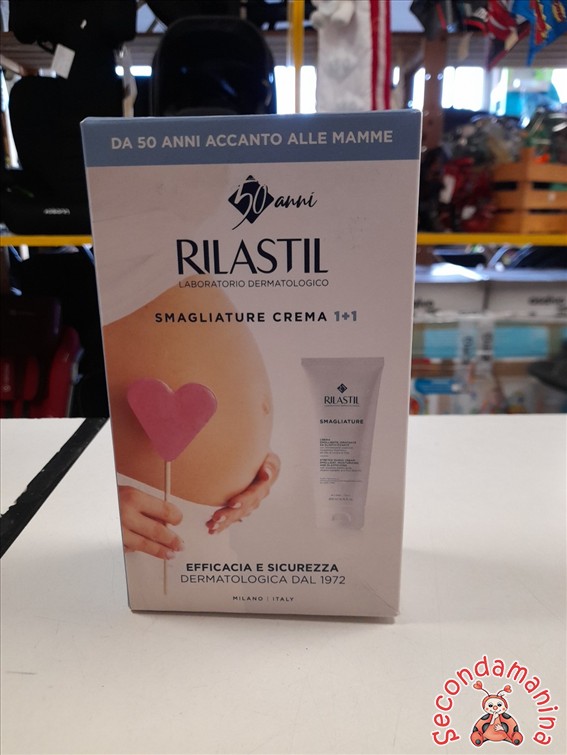 DA 50 ANNI ACCANTO ALLE MAMME
50 anni
RILASTIL
LABORATORIO DERMATOLOGICO
SMAGLIATURE CREMA 1+1
RILASTIL
SMAGLIATURE
EFFICACIA E SICUREZZA
DERMATOLOGICA DAL 1972
MILANO | ITALY
secondamanina